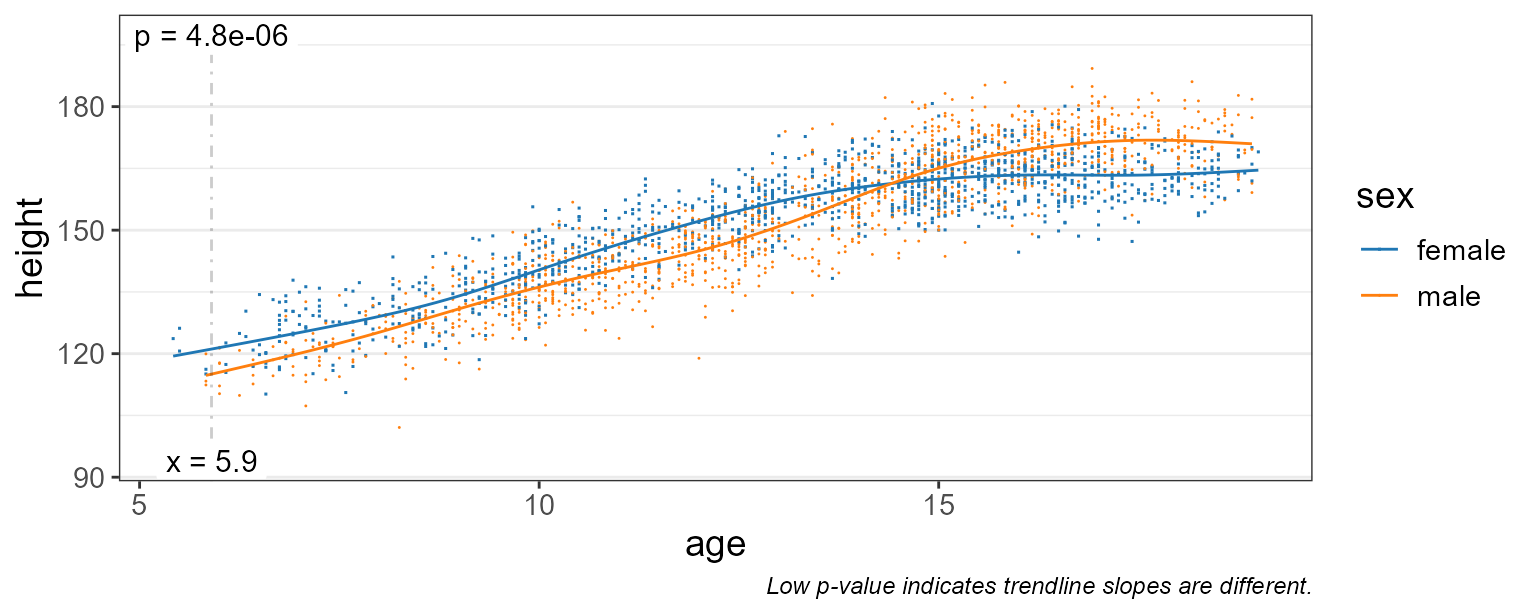 p = 4.8e-06
180
150
120
90
height
x = 5.9
5
10
15
age
sex
female
male
Low p-value indicates trendline slopes are different.